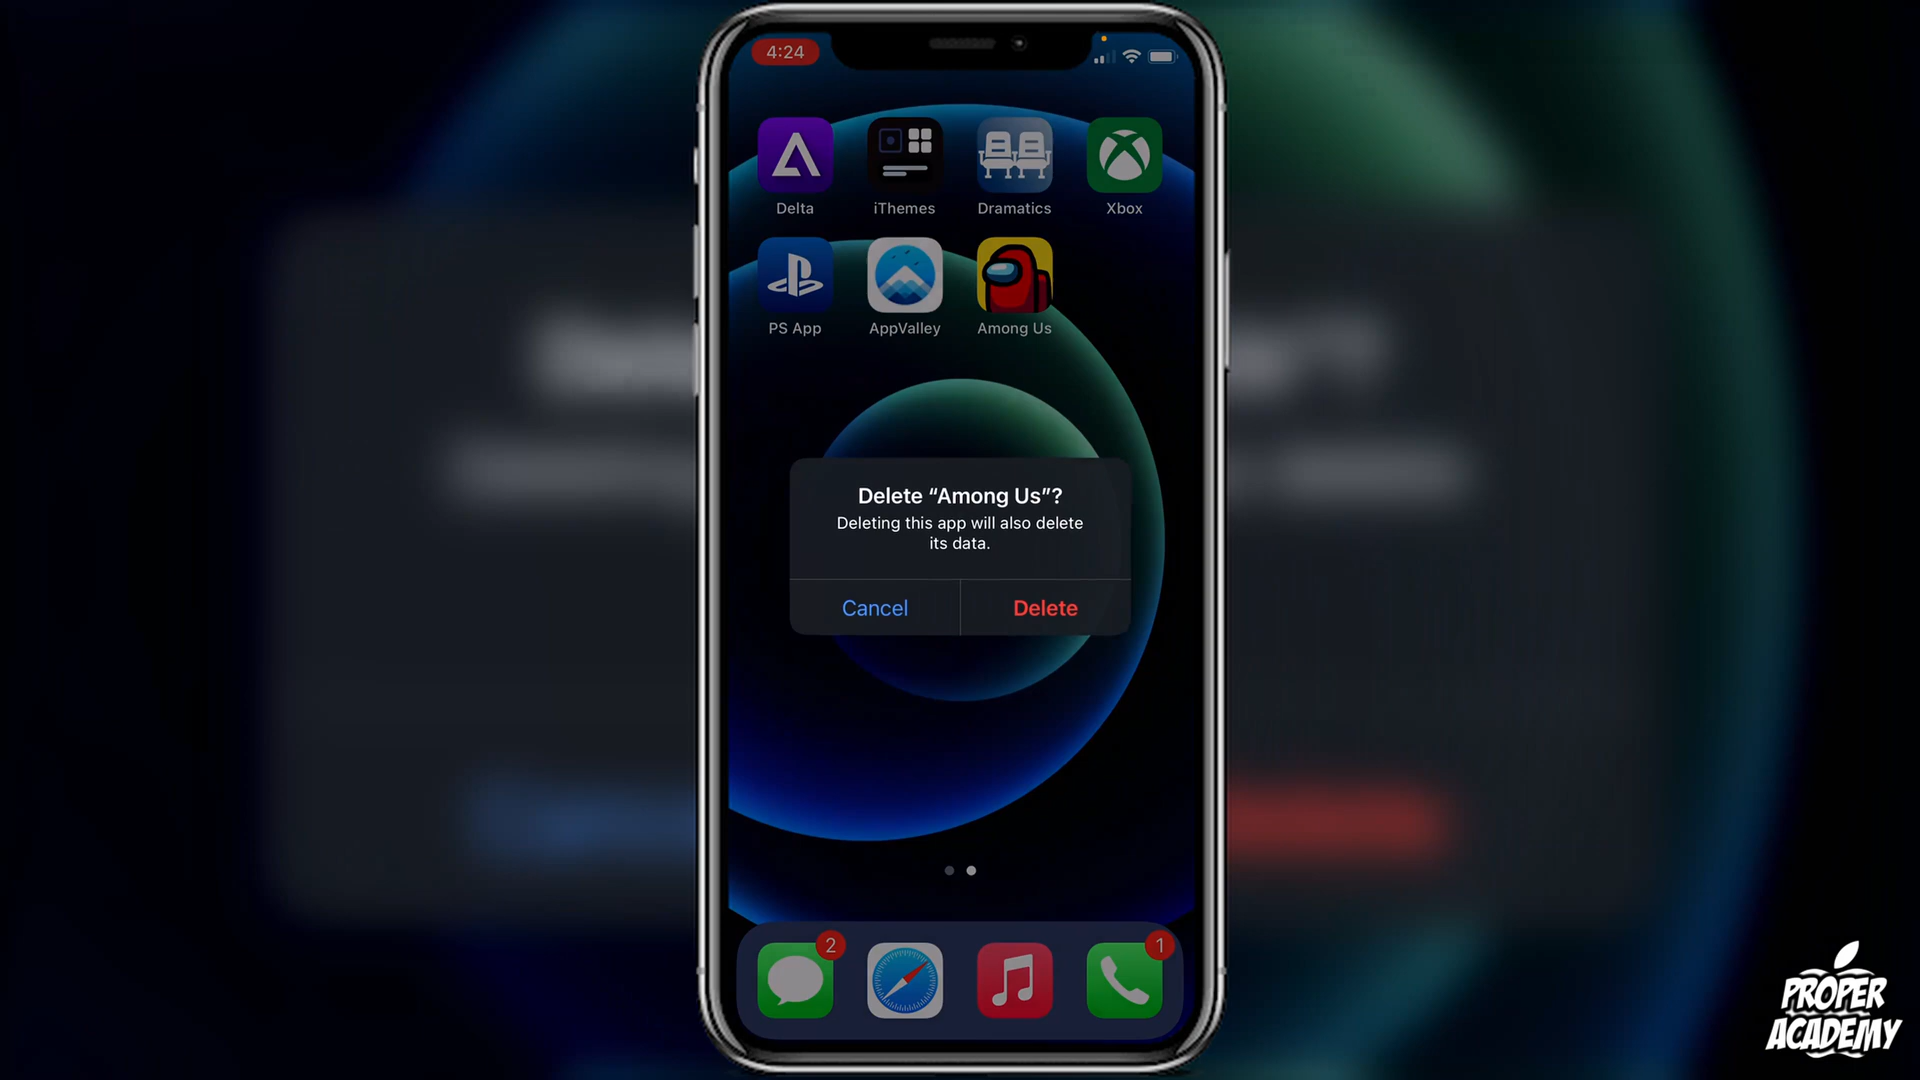 4:24
Delta
iThemes
Dramatics
Xbox
PS App
AppValley
Among Us
Delete “Among Us”?
Deleting this app will also delete
its data.
Cancel
Delete
2
1
PROPER
ACADEMY